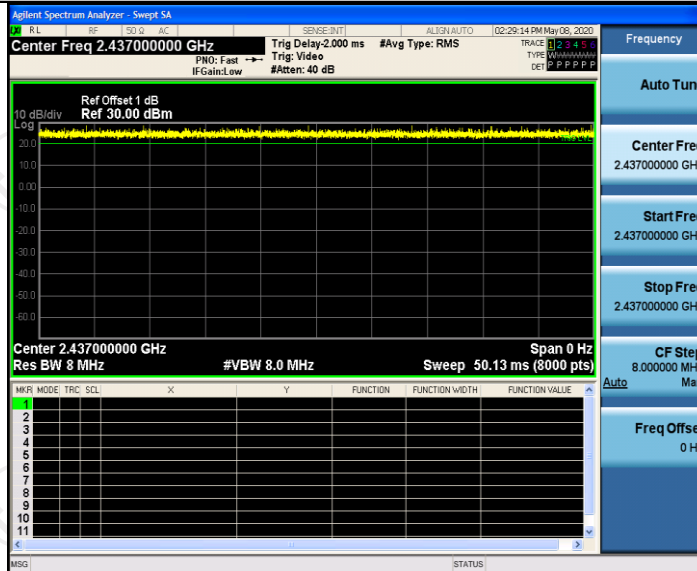 Agilent Spectrum Analyzer - Swept SA
RL RF 50 Ω AC SENSE:INT ALIGN AUTO 02:29:14 PM May 08, 2020
Center Freq 2.437000000 GHz
PNO: Fast
IFGain:Low
Trig Delay-2.000 ms
Trig: Video
#Atten: 40 dB
#Avg Type: RMS
TRACE 1 2 3 4 5 6
TYPE
DET P P P P P P
Ref Offset 1 dB
10 dB/div Ref 30.00 dBm
Log
20.0
10.0
0.00
-10.0
-20.0
-30.0
-40.0
-50.0
-60.0
Center 2.437000000 GHz Span 0 Hz
Res BW 8 MHz #VBW 8.0 MHz Sweep 50.13 ms (8000 pts)
MKR MODE TRC SCL X Y FUNCTION FUNCTION WIDTH FUNCTION VALUE
1
2
3
4
5
6
7
8
9
10
11
MSG STATUS
Frequency
Auto Tun
Center Fre
2.437000000 GH
Start Fre
2.437000000 GH
Stop Fre
2.437000000 GH
CF Step
8.000000 MH
Auto Ma
Freq Offse
0 H